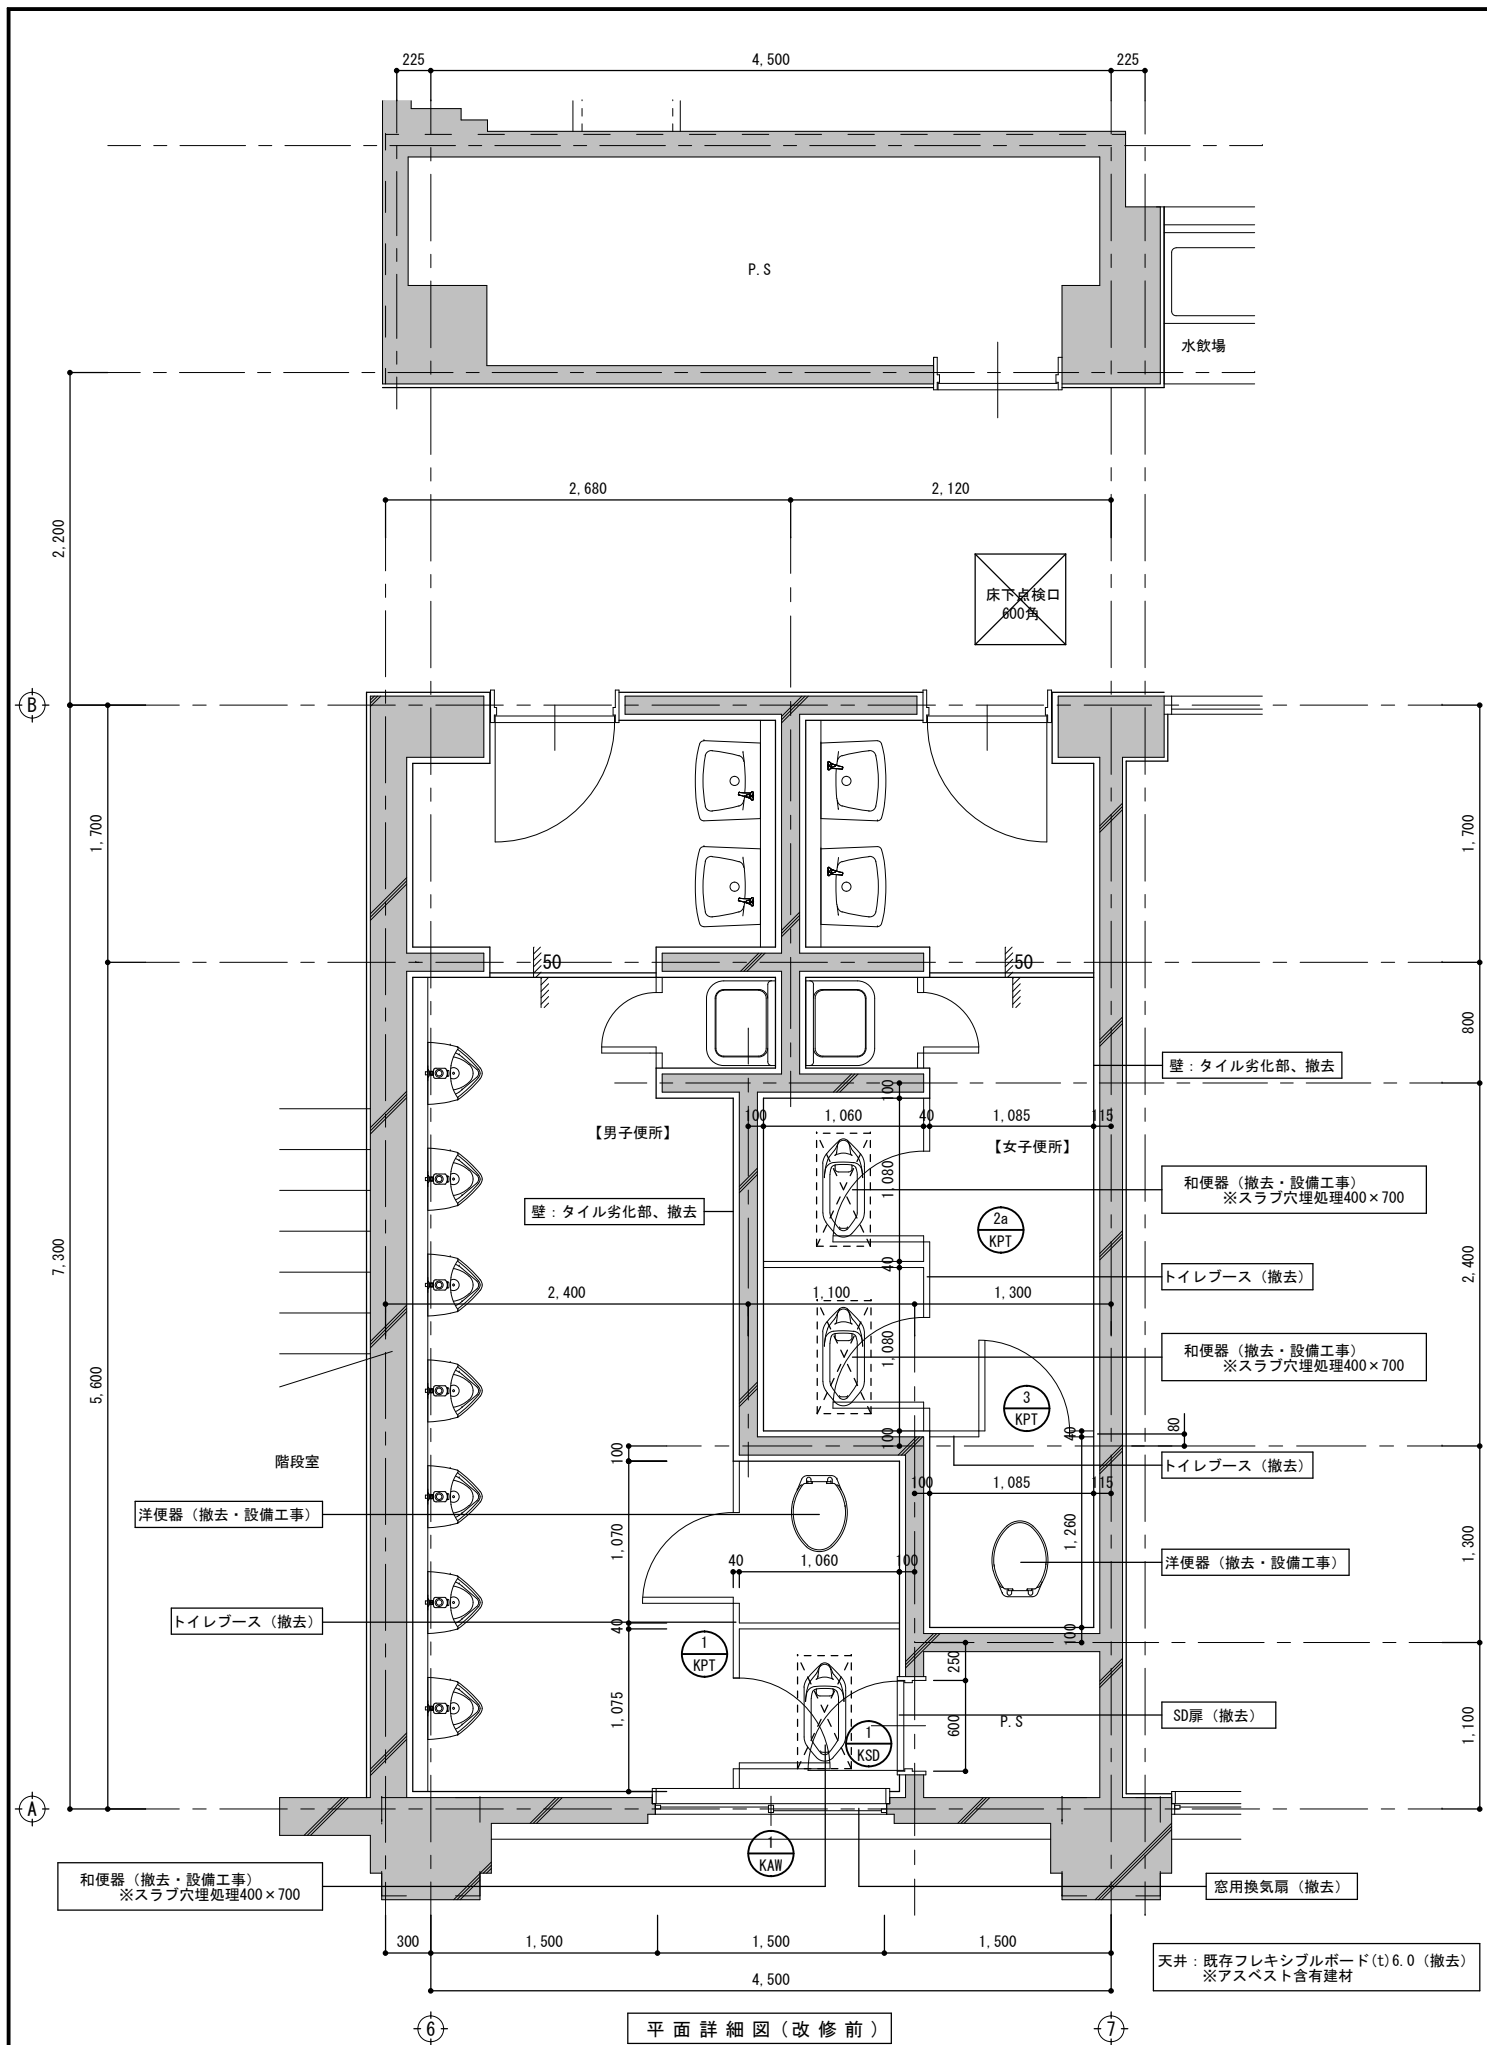 225
4,500
225
P.S
水飲場
2,680
2,120
2,200
床下点検口
600角
B
1,700
1,700
50
50
800
壁：タイル劣化部、撤去
100
100
1,060
40
1,085
115
【男子便所】
【女子便所】
1,080
和便器（撤去・設備工事）
※スラブ穴埋処理400×700
壁：タイル劣化部、撤去
2a
KPT
7,300
40
トイレブース（撤去）
2,400
2,400
1,100
1,300
1,080
和便器（撤去・設備工事）
※スラブ穴埋処理400×700
5,600
3
KPT
80
40
100
100
階段室
トイレブース（撤去）
100
1,085
115
洋便器（撤去・設備工事）
1,070
1,260
1,300
40
1,060
100
洋便器（撤去・設備工事）
トイレブース（撤去）
40
100
1
KPT
250
1,075
600
P.S
SD扉（撤去）
1,100
1
KSD
A
1
KAW
和便器（撤去・設備工事）
※スラブ穴埋処理400×700
窓用換気扇（撤去）
300
1,500
1,500
1,500
天井：既存フレキシブルボード(t)6.0（撤去）
※アスベスト含有建材
4,500
6
平面詳細図(改修前)
7